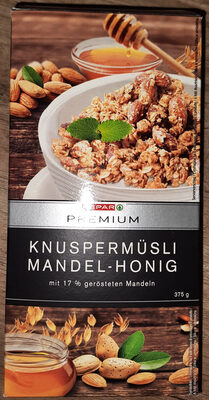 SPAR
PREMIUM
KNUSPERMÜSLI
MANDEL-HONIG
mit 17 % gerösteten Mandeln
375 g